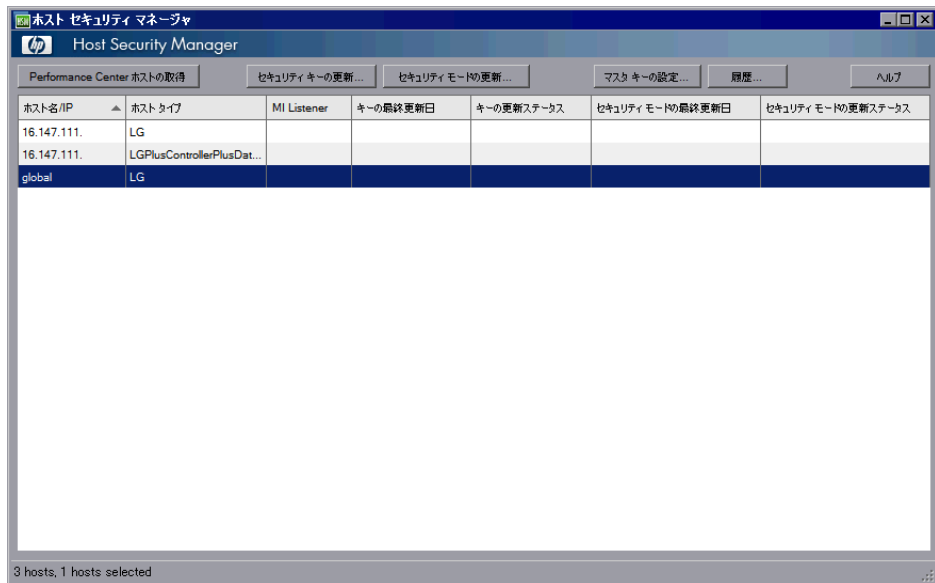 ホスト セキュリティ マネージャ
hp Host Security Manager
Performance Center ホストの取得 セキュリティ キーの更新... セキュリティ モードの更新... マスタ キーの設定... 履歴... ヘルプ
ホスト名/IP ホスト タイプ MI Listener キーの最終更新日 キーの更新ステータス セキュリティ モードの最終更新日 セキュリティ モードの更新ステータス
16.147.111. LG
16.147.111. LGPlusControllerPlusDat...
global LG
3 hosts, 1 hosts selected